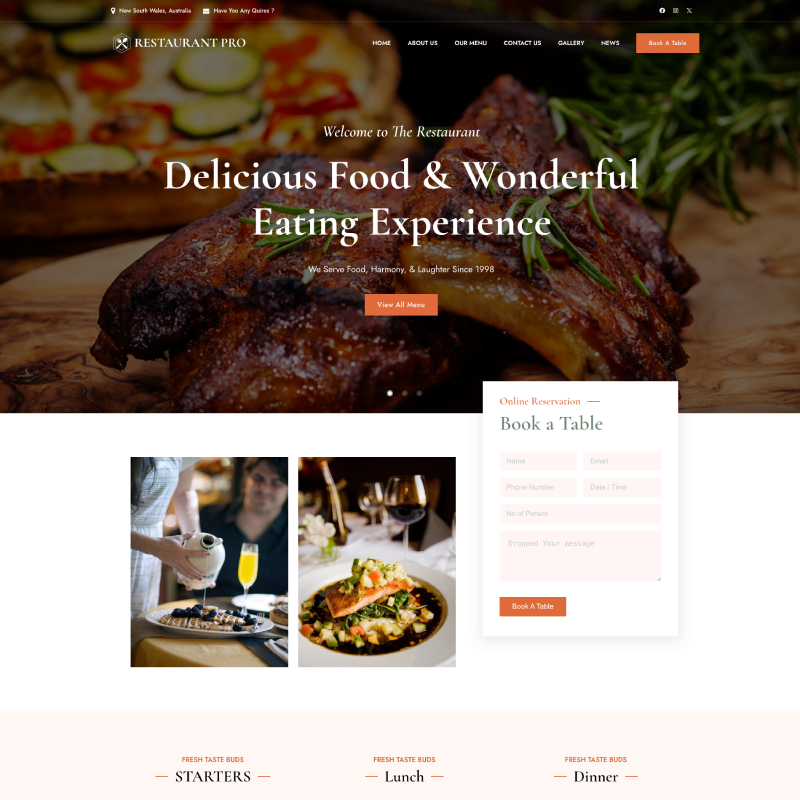 New South Wales, Australia
Have You Any Quires ?
RESTAURANT PRO
HOME
ABOUT US
OUR MENU
CONTACT US
GALLERY
NEWS
Book A Table
Welcome to The Restaurant
Delicious Food & Wonderful
Eating Experience
We Serve Food, Harmony, & Laughter Since 1998
View All Menu
Online Reservation
Book a Table
Name
Email
Phone Number
Date / Time
No of Person
Dropped Your message
Book A Table
FRESH TASTE BUDS
STARTERS
FRESH TASTE BUDS
Lunch
FRESH TASTE BUDS
Dinner